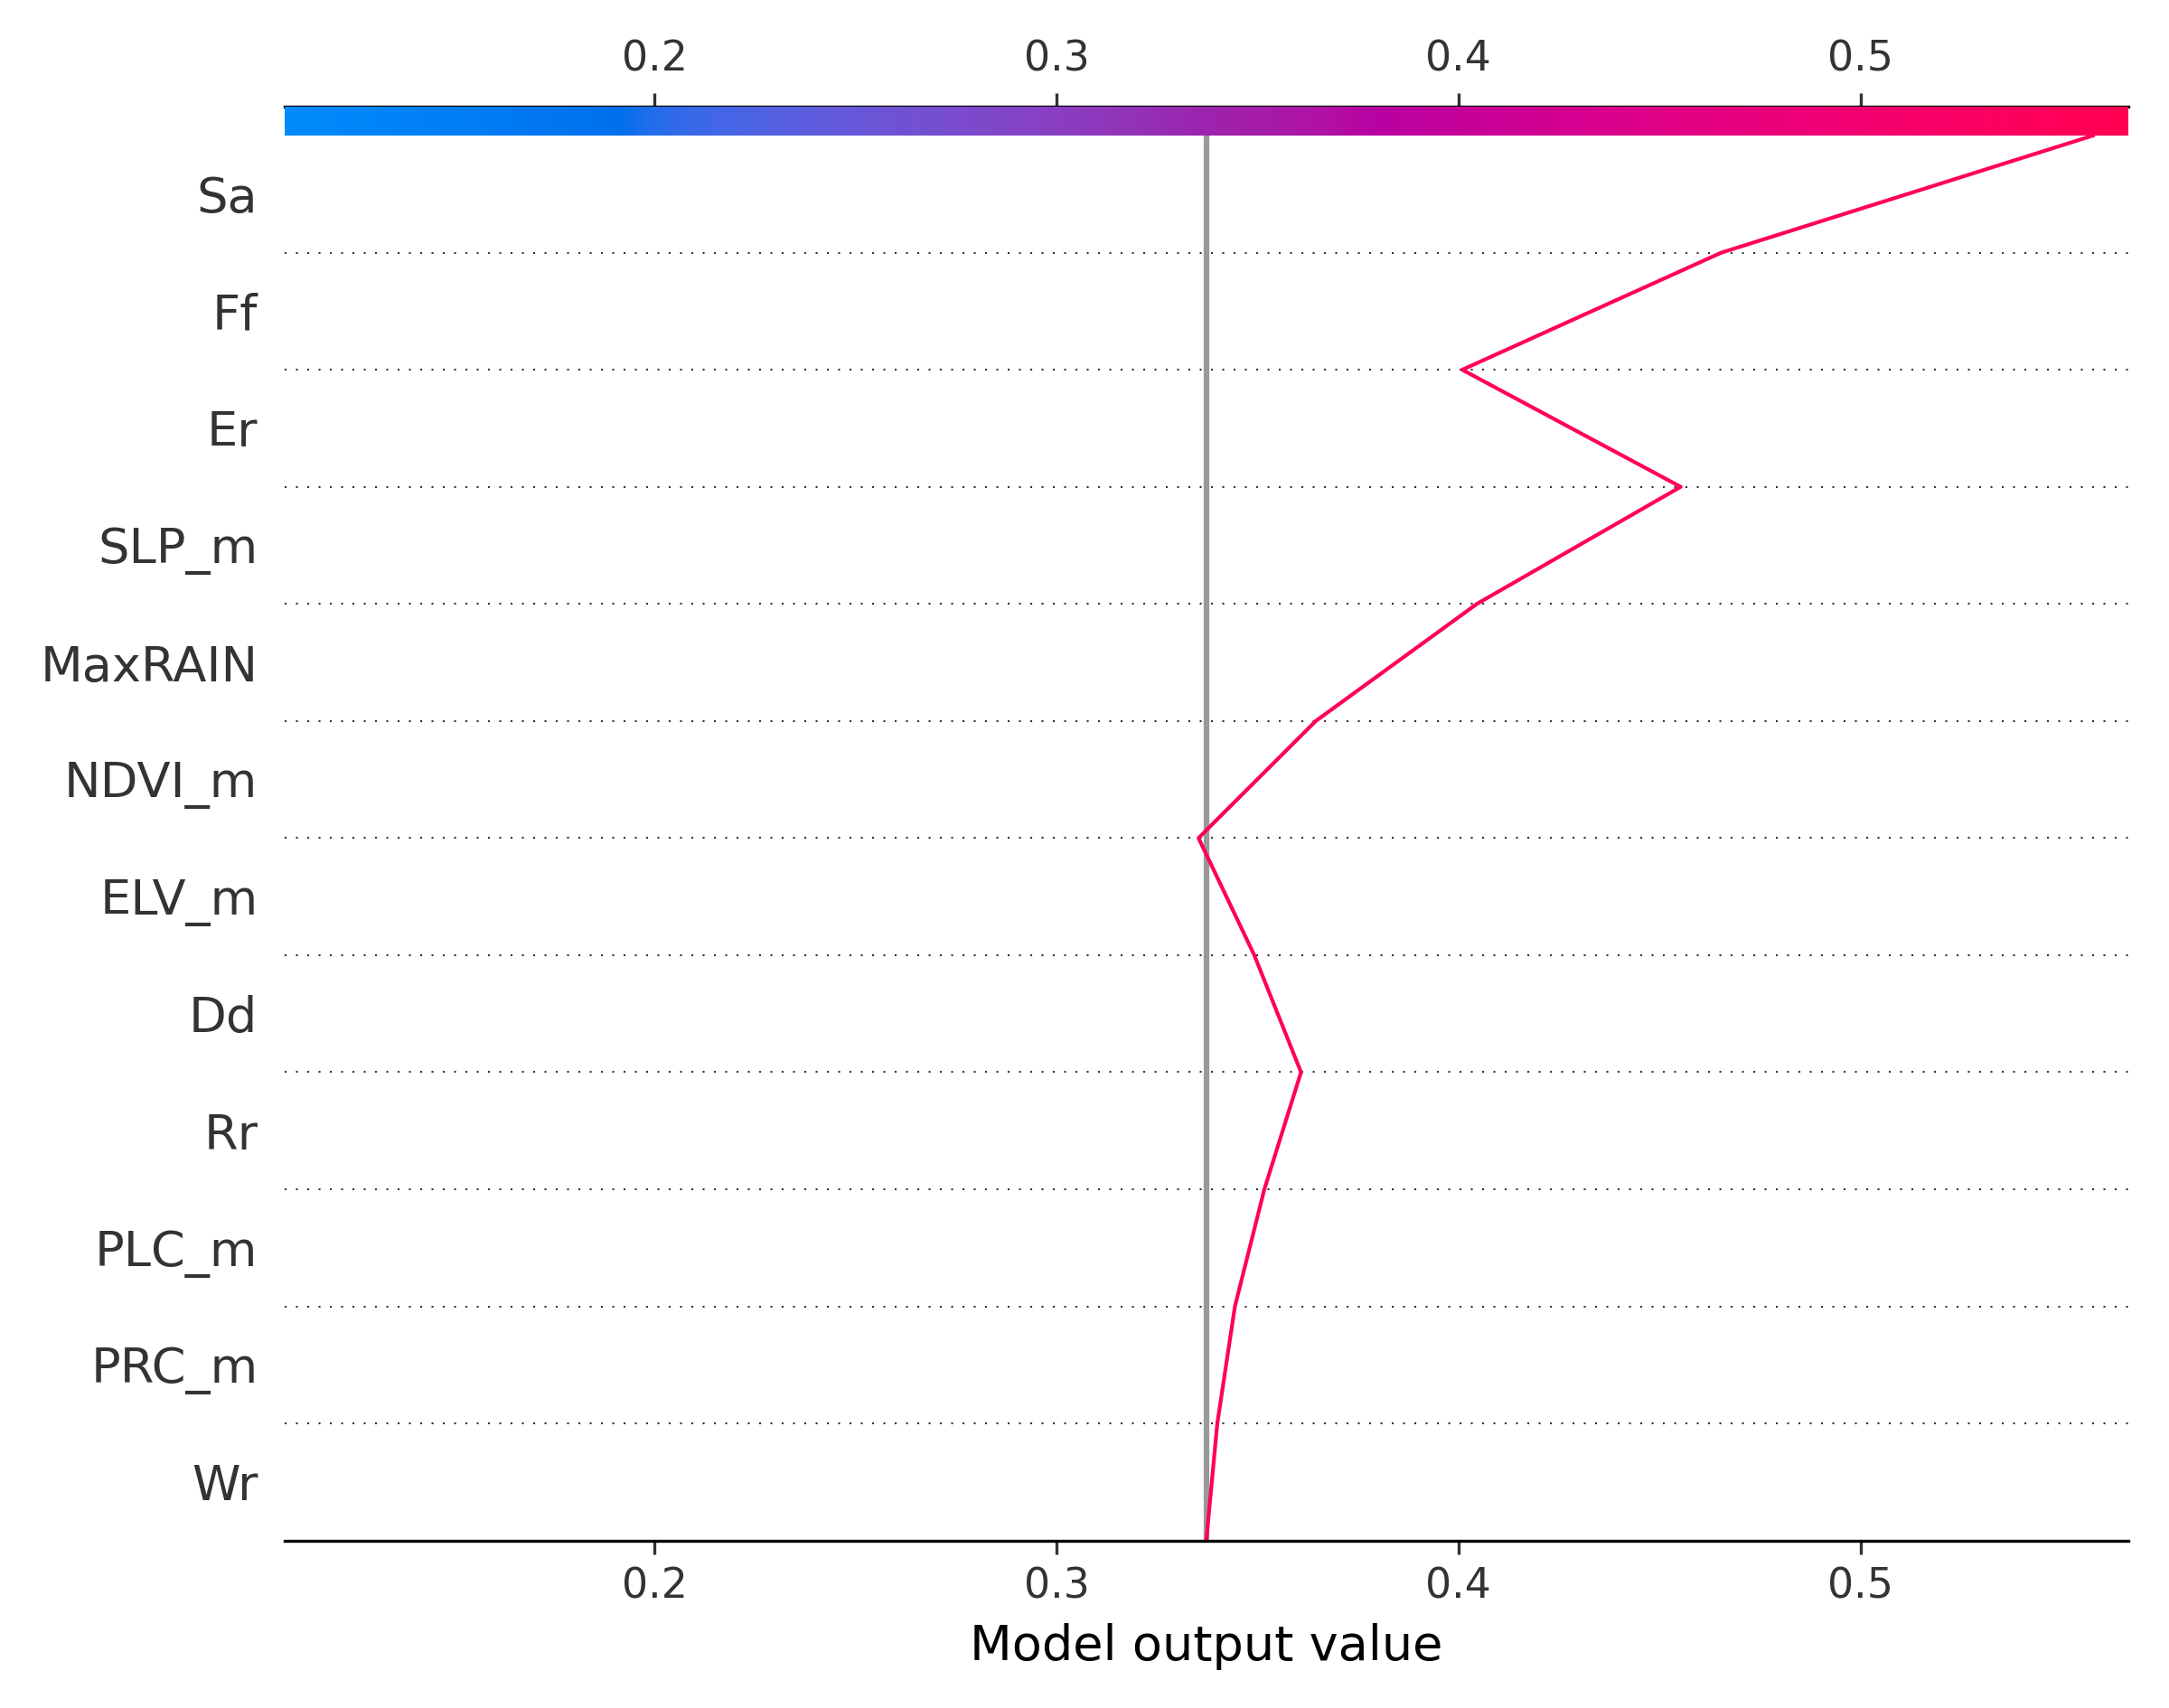 0.2 0.3 0.4 0.5
Sa
Ff
Er
SLP_m
MaxRAIN
NDVI_m
ELV_m
Dd
Rr
PLC_m
PRC_m
Wr
0.2 0.3 0.4 0.5
Model output value